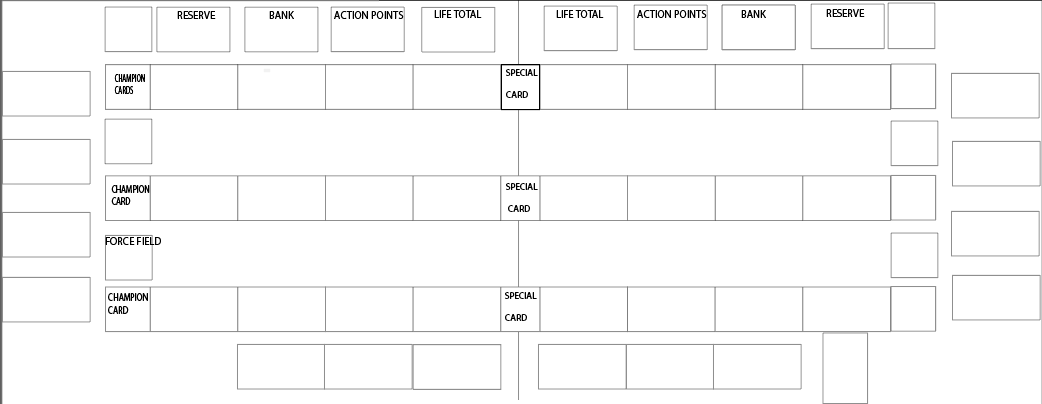 RESERVE BANK ACTION POINTS LIFE TOTAL LIFE TOTAL ACTION POINTS BANK RESERVE
CHAMPION
CARDS
SPECIAL
CARD
CHAMPION
CARD
SPECIAL
CARD
FORCE FIELD
CHAMPION
CARD
SPECIAL
CARD